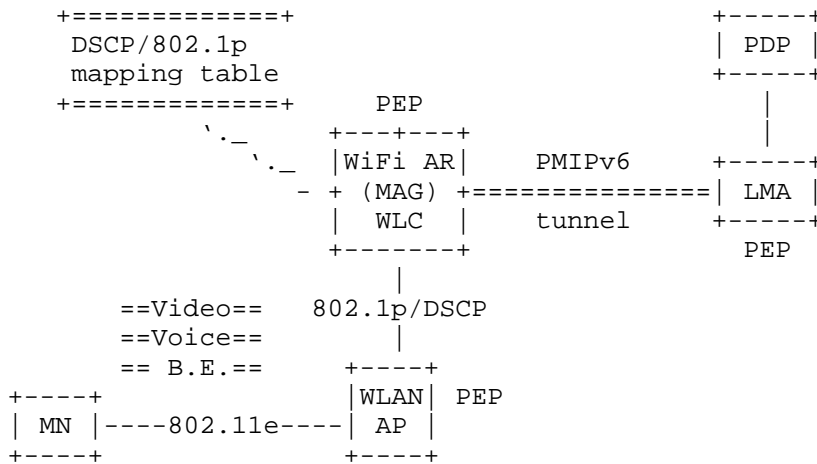 DSCP/802.1p
PDP
mapping table
PEP
WiFi AR
PMIPv6
(MAG)
LMA
WLC
tunnel
PEP
==Video== 802.1p/DSCP
==Voice==
== B.E.==
WLAN PEP
MN ----802.11e---- AP